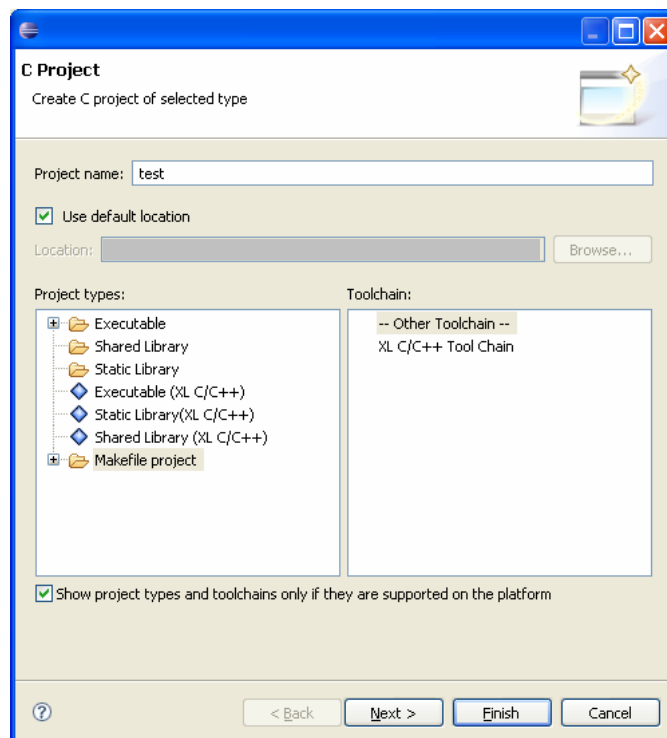 C Project
Create C project of selected type
Project name: test
Use default location
Location: Browse...
Project types:
Executable
Shared Library
Static Library
Executable (XL C/C++)
Static Library(XL C/C++)
Shared Library (XL C/C++)
Makefile project
Toolchain:
-- Other Toolchain --
XL C/C++ Tool Chain
Show project types and toolchains only if they are supported on the platform
? < Back Next > Finish Cancel